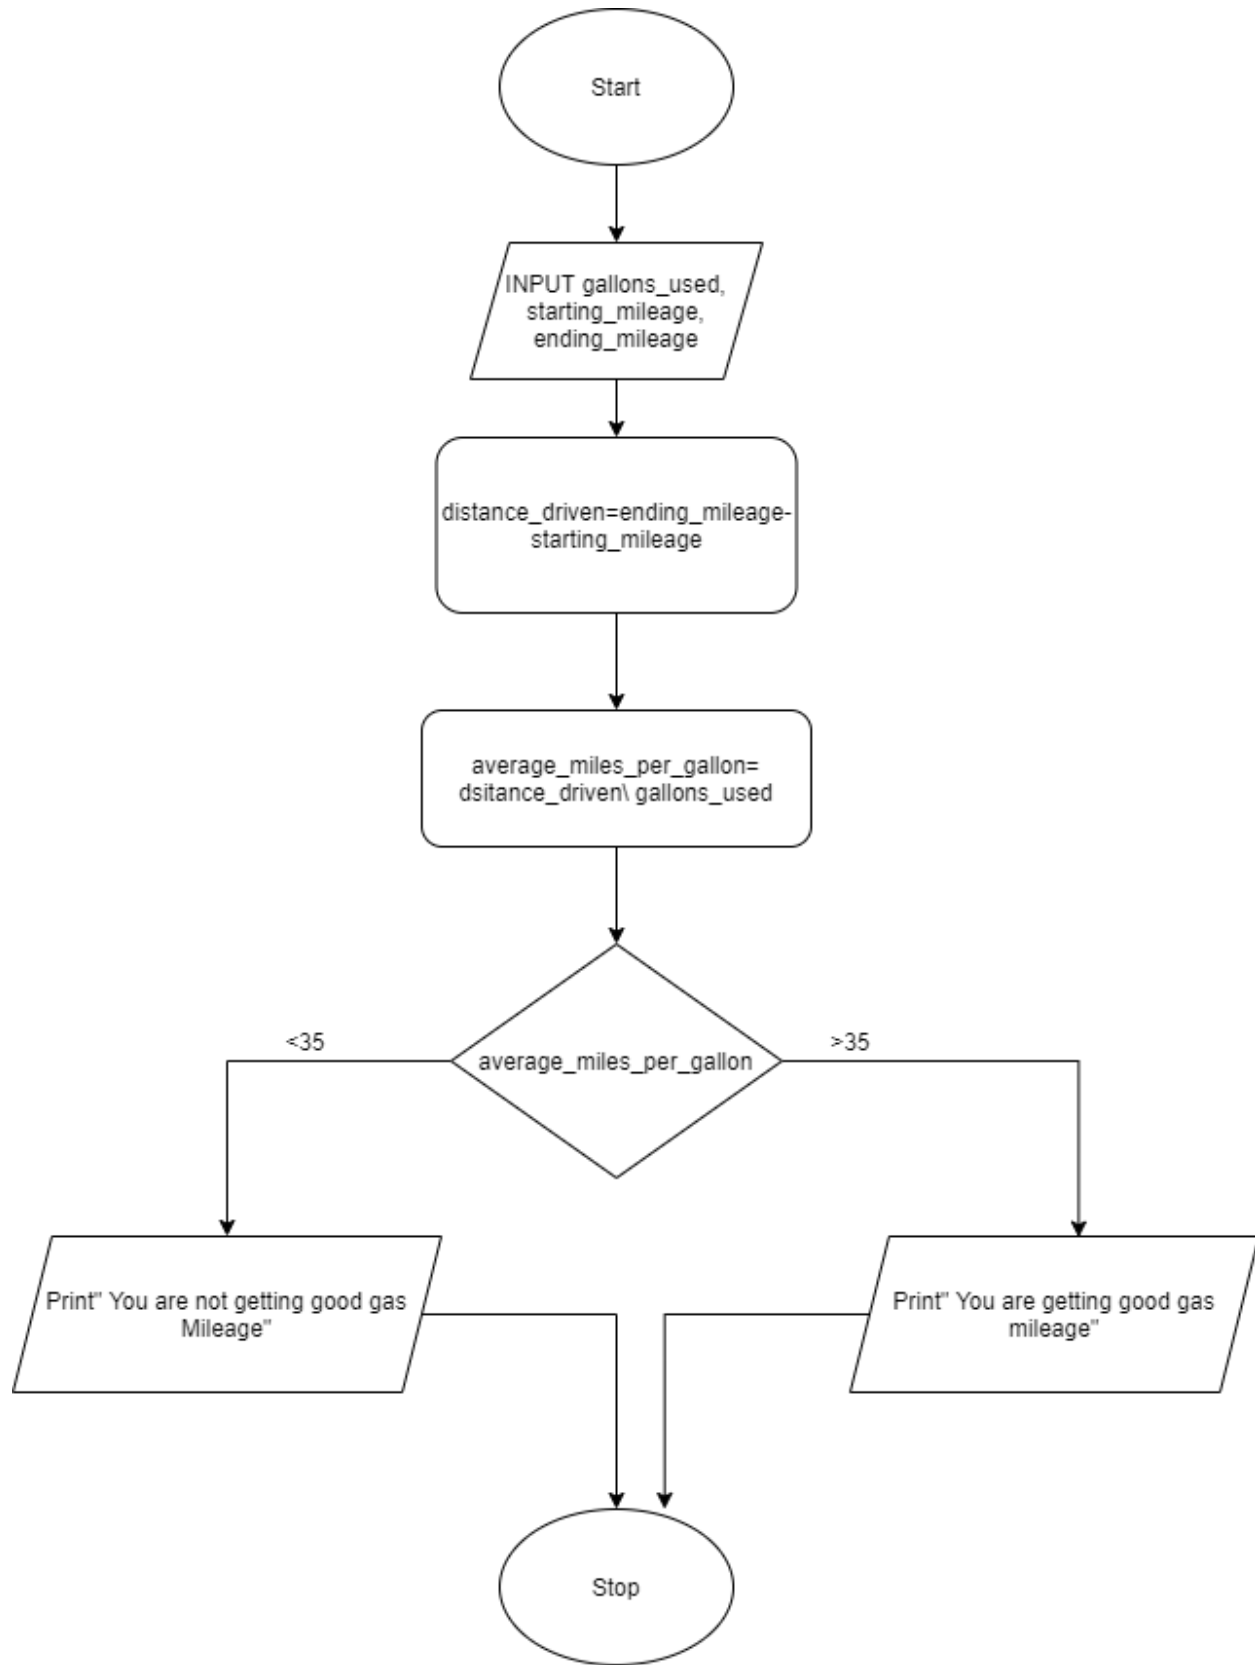 Start
INPUT gallons_used,
starting_mileage,
ending_mileage
distance_driven=ending_mileage-
starting_mileage
average_miles_per_gallon=
dsitance_driven\ gallons_used
<35
>35
average_miles_per_gallon
Print" You are not getting good gas
Mileage"
Print" You are getting good gas
mileage"
Stop